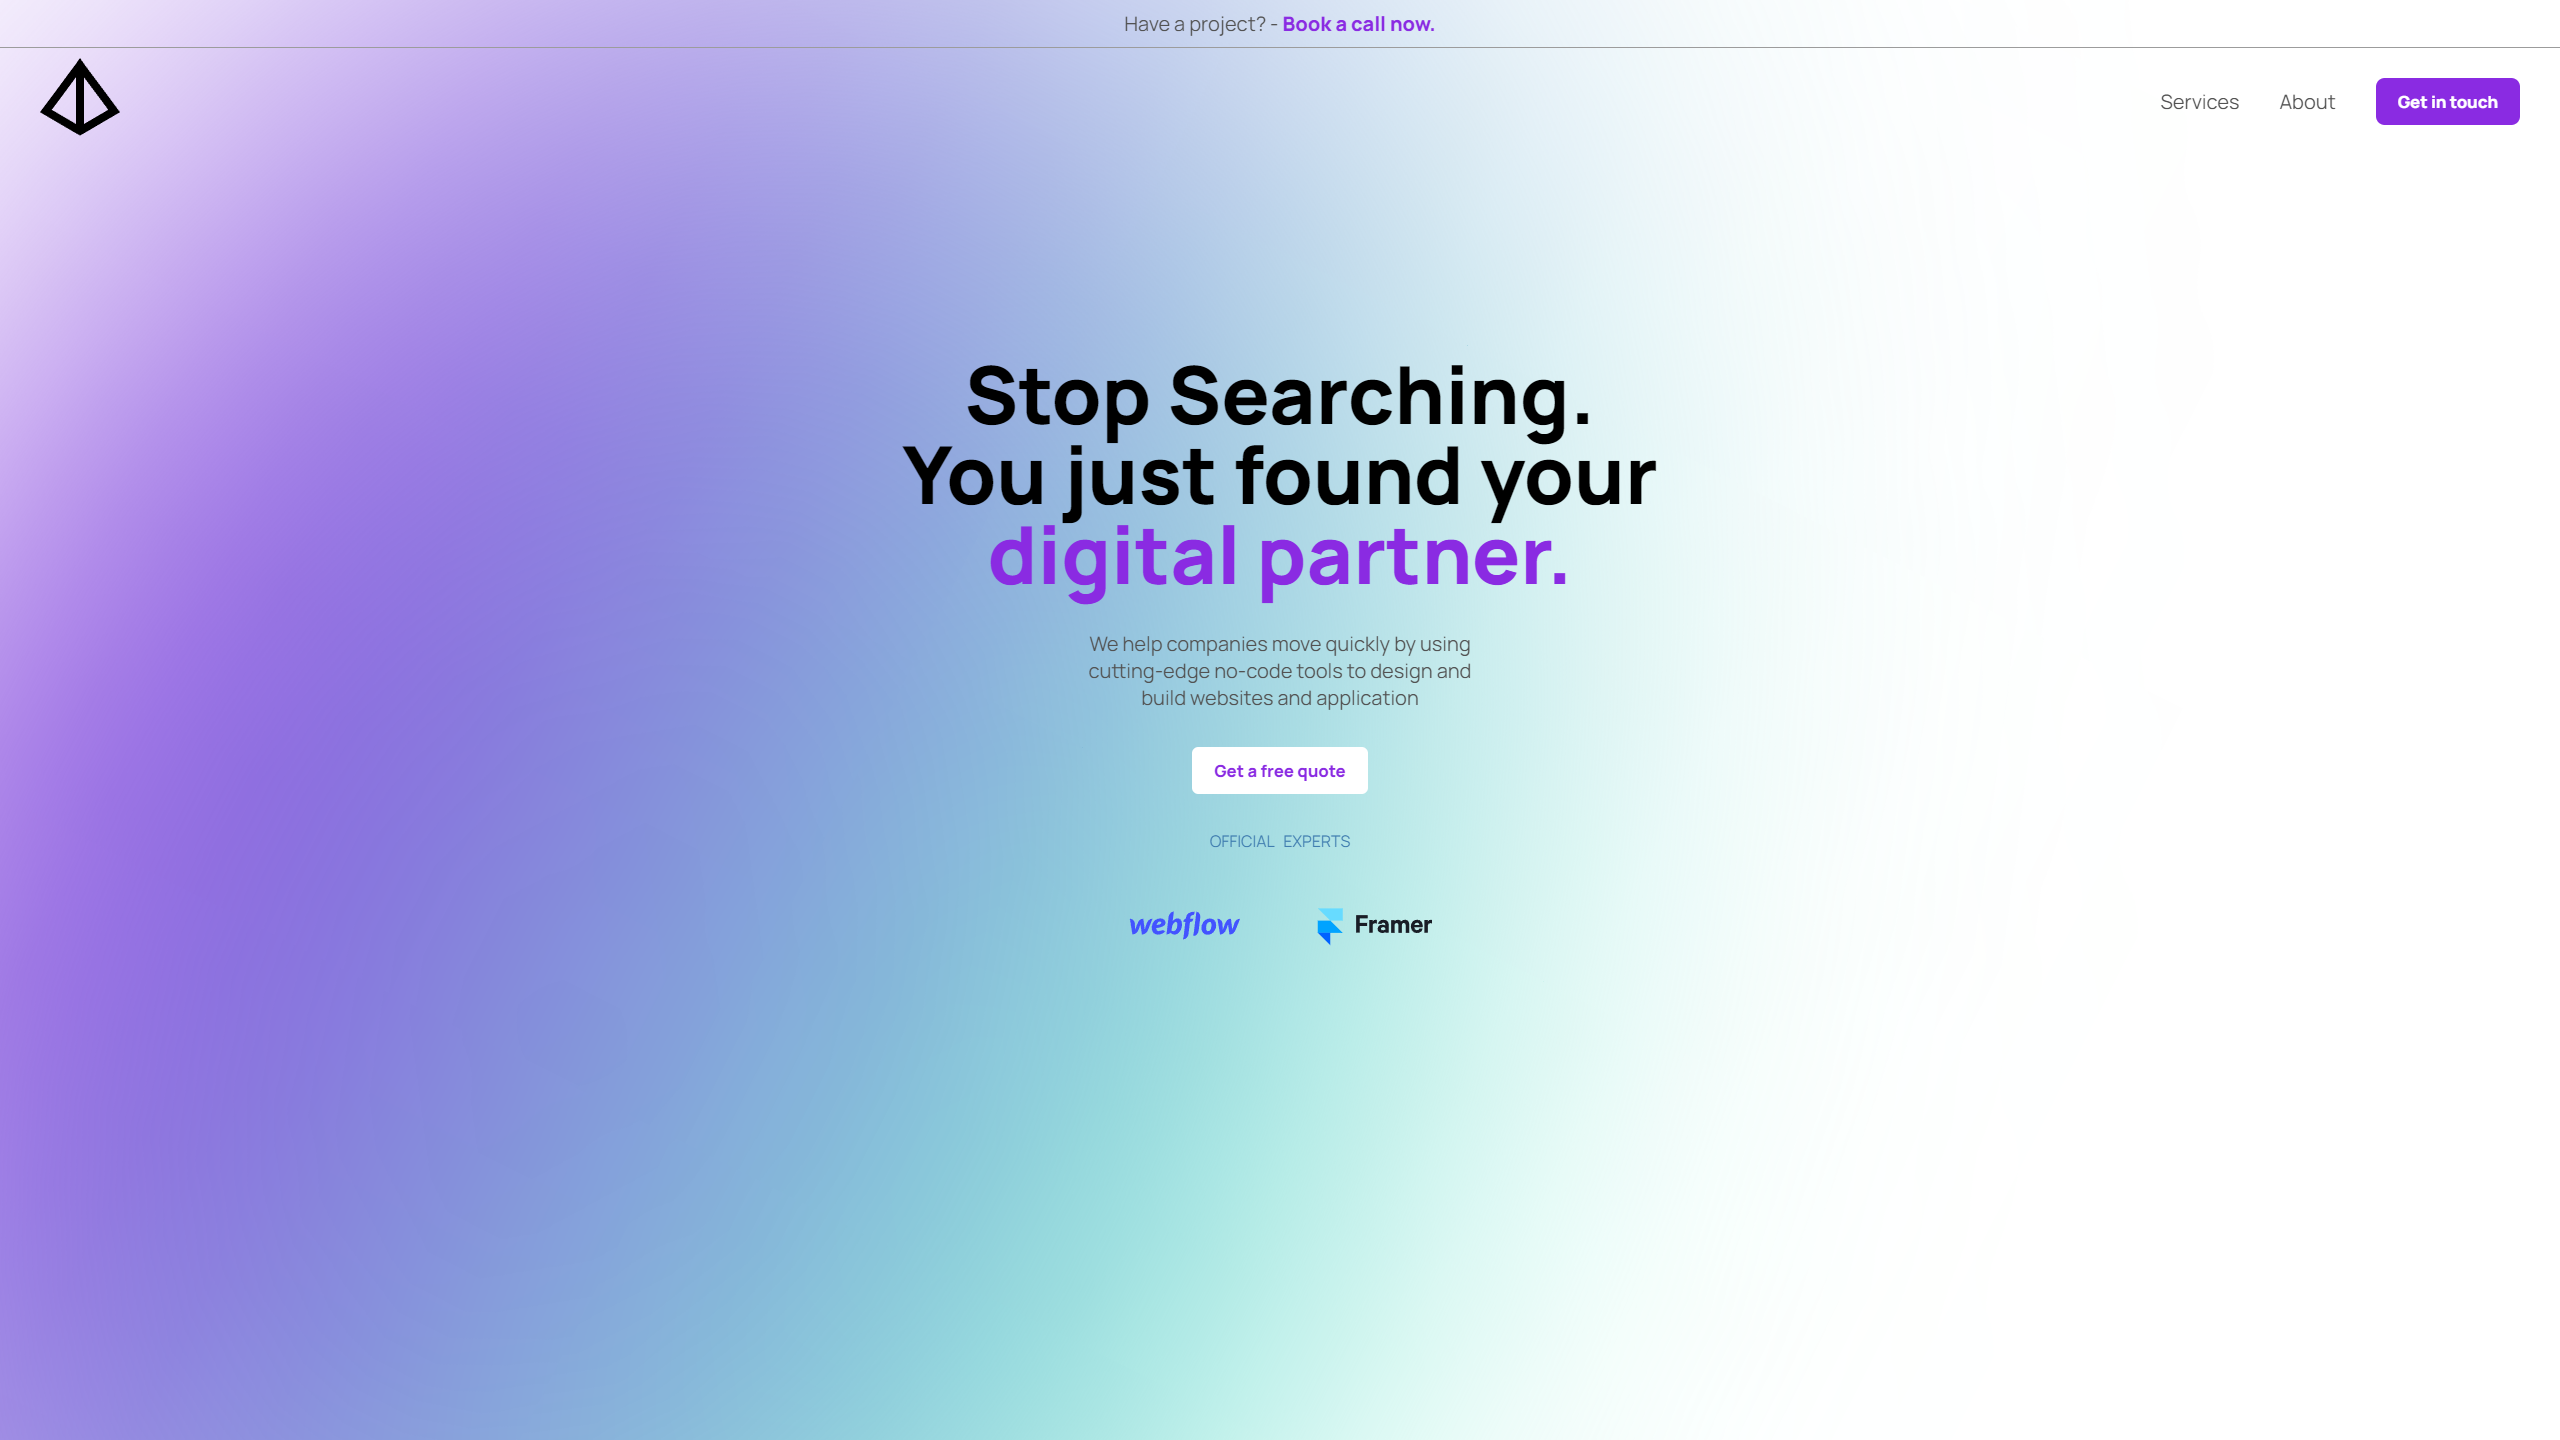 Have a project? - Book a call now.
Services
About
Get in touch
Stop Searching.
You just found your
digital partner.
We help companies move quickly by using
cutting-edge no-code tools to design and
build websites and application
Get a free quote
OFFICIAL EXPERTS
webflow
Framer